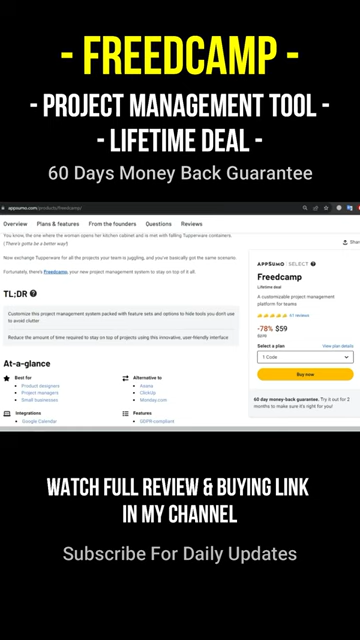 - FREEDCAMP -
- PROJECT MANAGEMENT TOOL -
- LIFETIME DEAL -
60 Days Money Back Guarantee
appsumo.com/products/freedcamp/
Overview Plans & features From the founders Questions Reviews
You know, the one where the woman opens her kitchen cabinet and is met with falling Tupperware containers.
(There's gotta be a better way!)
Now exchange Tupperware for all the projects your team is juggling, and you've basically got the same scenario.
Fortunately, there's Freedcamp, your new project management system to stay on top of it all.
TL;DR
Customize this project management system packed with feature sets and options to hide tools you don't use
to avoid clutter
Reduce the amount of time required to stay on top of projects using this innovative, user-friendly interface
At-a-glance
Best for
Product designers
Project managers
Small businesses
Alternative to
Asana
ClickUp
Monday.com
Integrations
Google Calendar
Features
GDPR-compliant
Share
APPSUMO SELECT
Freedcamp
Lifetime deal
A customizable project management
platform for teams
47 reviews
-78% $59
Select a plan View plan details
1 Code
Buy now
60 day money-back guarantee. Try it out for 2
months to make sure it's right for you!
WATCH FULL REVIEW & BUYING LINK
IN MY CHANNEL
Subscribe For Daily Updates